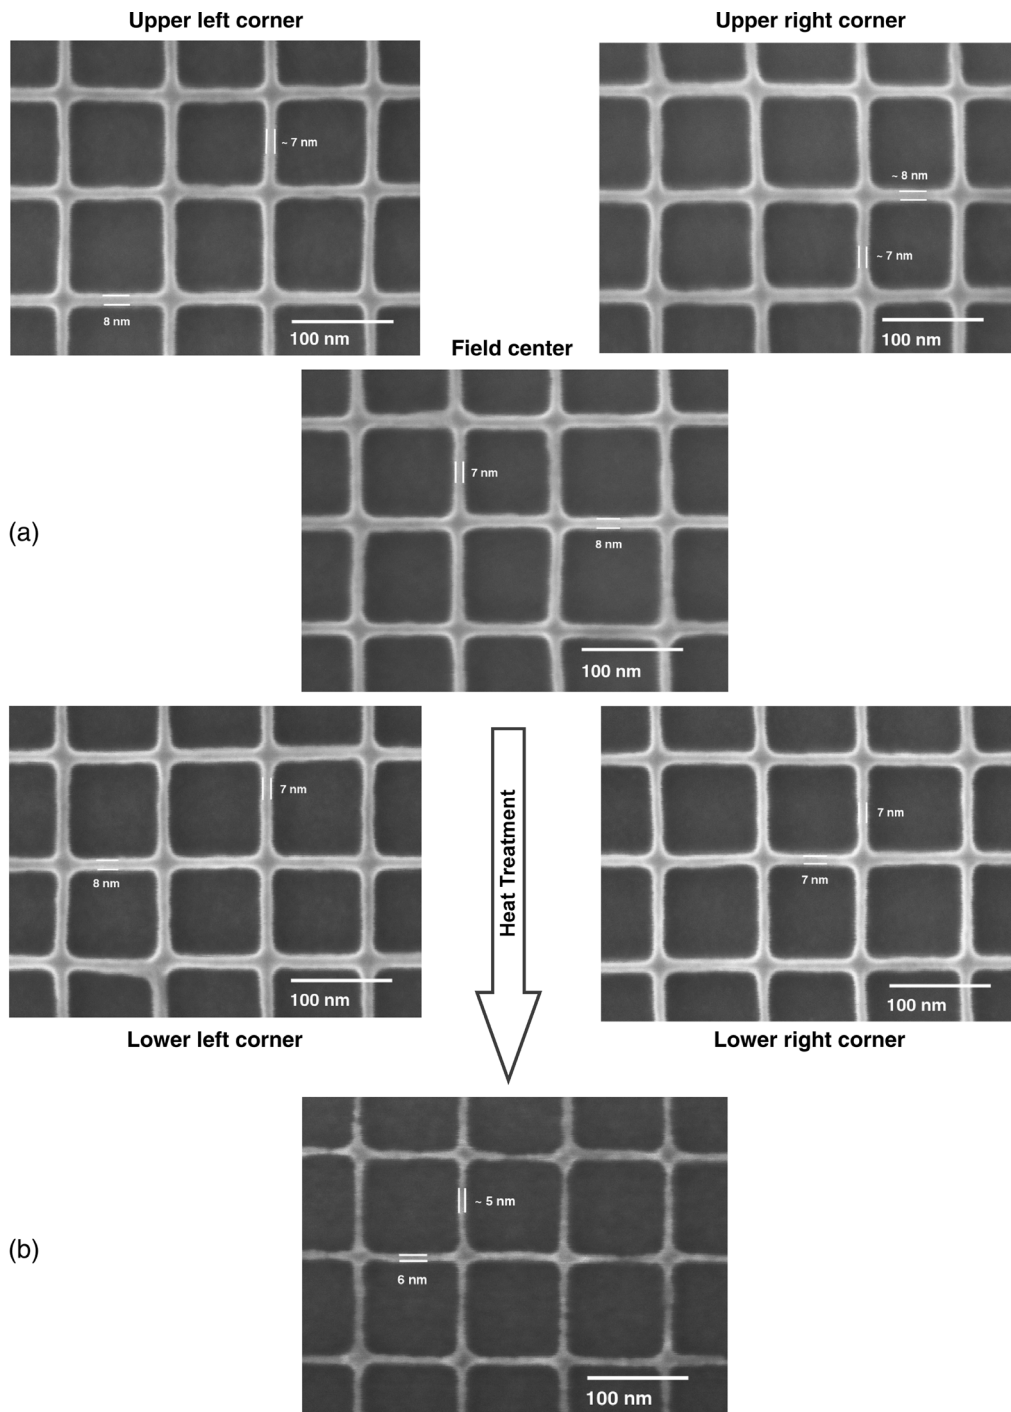 Upper left corner
Upper right corner
~ 7 nm
8 nm
100 nm
~ 8 nm
~ 7 nm
100 nm
Field center
(a)
7 nm
8 nm
100 nm
7 nm
8 nm
100 nm
Lower left corner
Heat Treatment
7 nm
7 nm
100 nm
Lower right corner
(b)
~ 5 nm
6 nm
100 nm